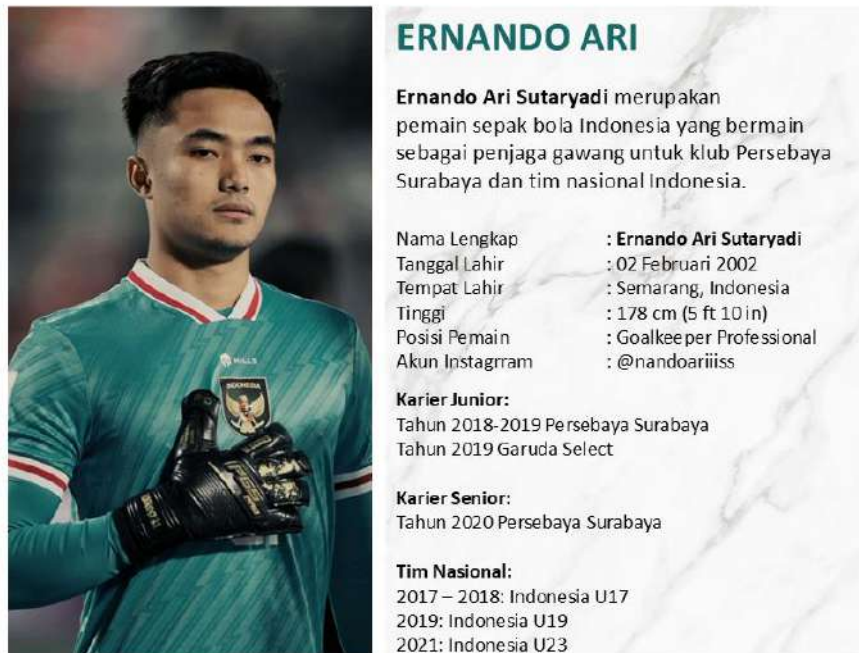 ERNANDO ARI
Ernando Ari Sutaryadi merupakan
pemain sepak bola Indonesia yang bermain
sebagai penjaga gawang untuk klub Persebaya
Surabaya dan tim nasional Indonesia.
Nama Lengkap : Ernando Ari Sutaryadi
Tanggal Lahir : 02 Februari 2002
Tempat Lahir : Semarang, Indonesia
Tinggi : 178 cm (5 ft 10 in)
Posisi Pemain : Goalkeeper Professional
Akun Instagrram : @nandoariiiss
Karier Junior:
Tahun 2018-2019 Persebaya Surabaya
Tahun 2019 Garuda Select
Karier Senior:
Tahun 2020 Persebaya Surabaya
Tim Nasional:
2017 – 2018: Indonesia U17
2019: Indonesia U19
2021: Indonesia U23
MILLS
INDONESIA